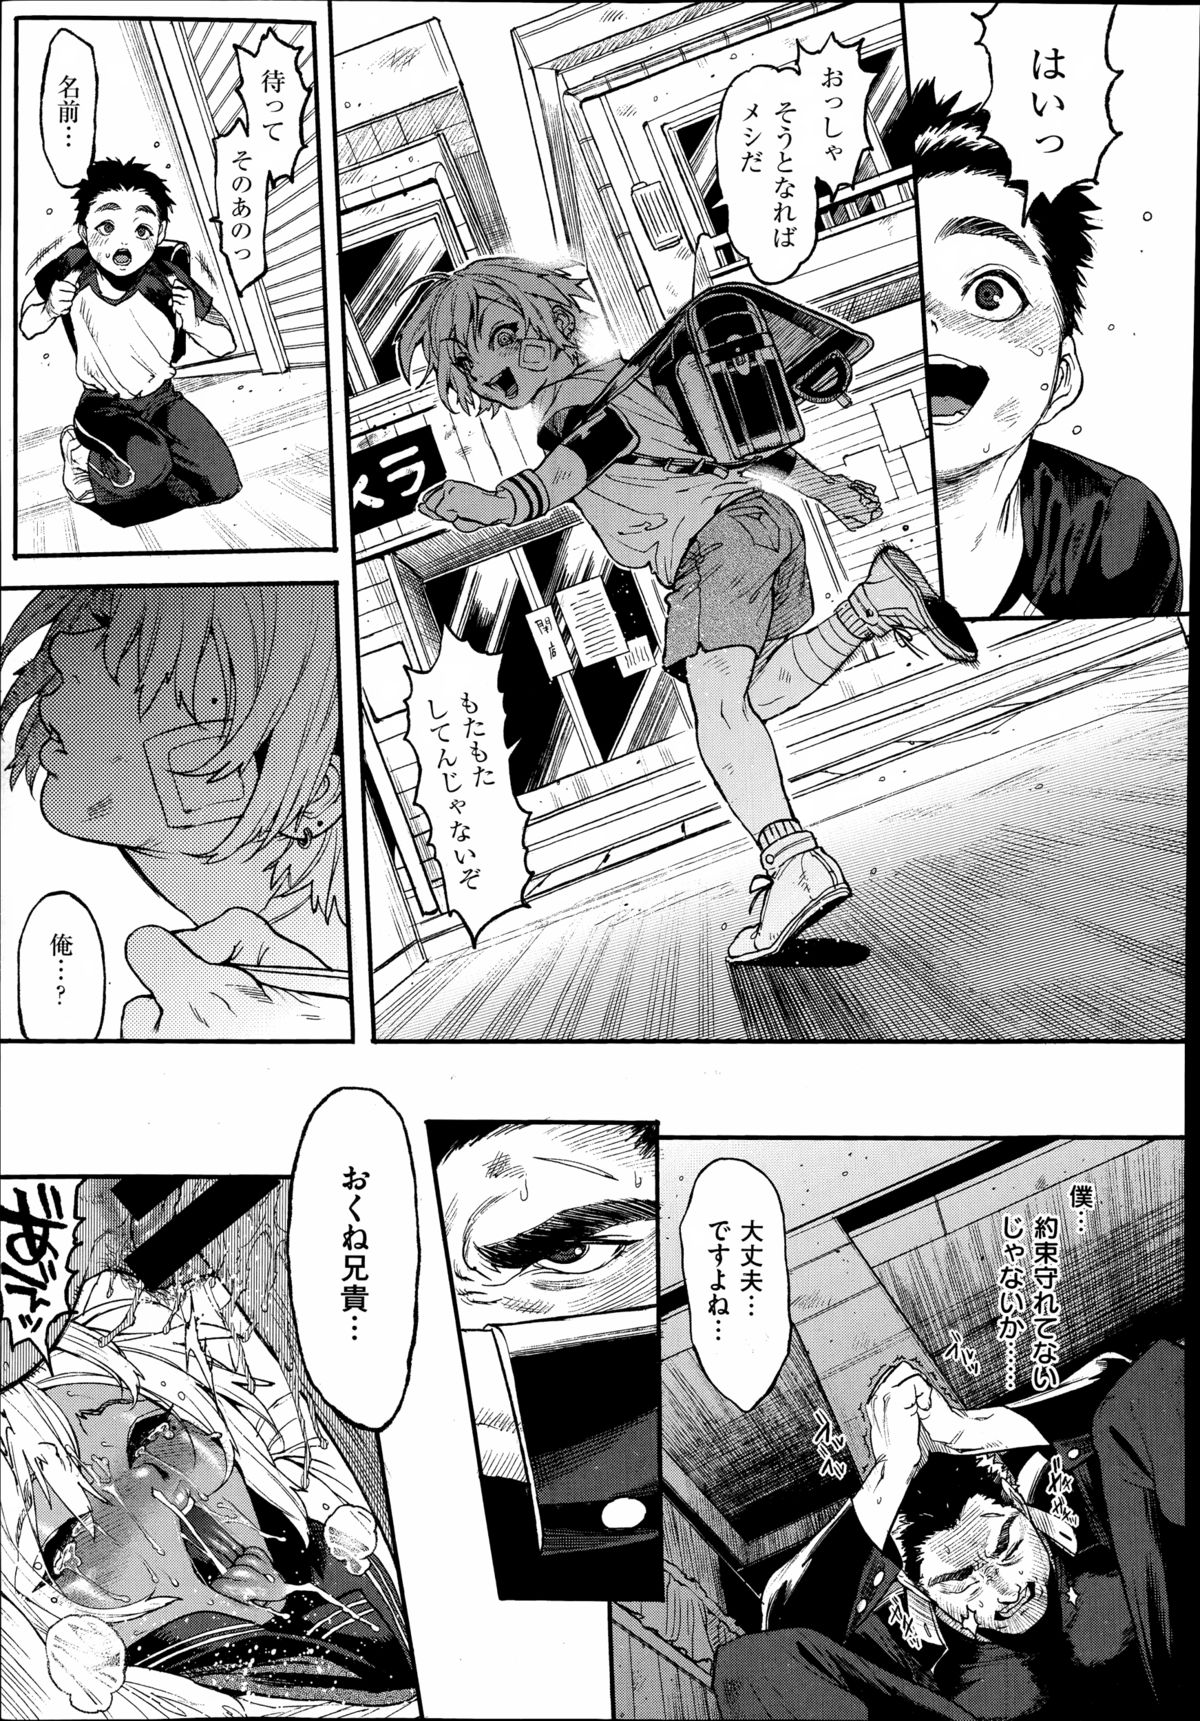 はいっ
おっしゃ
そうとなれば
メシだ
開店
もたもた
してんじゃないぞ
待って
そのあのっ
名前…
俺…?
僕…
約束守れてない
じゃないか……
大丈夫…
ですよね…
おくね兄貴…